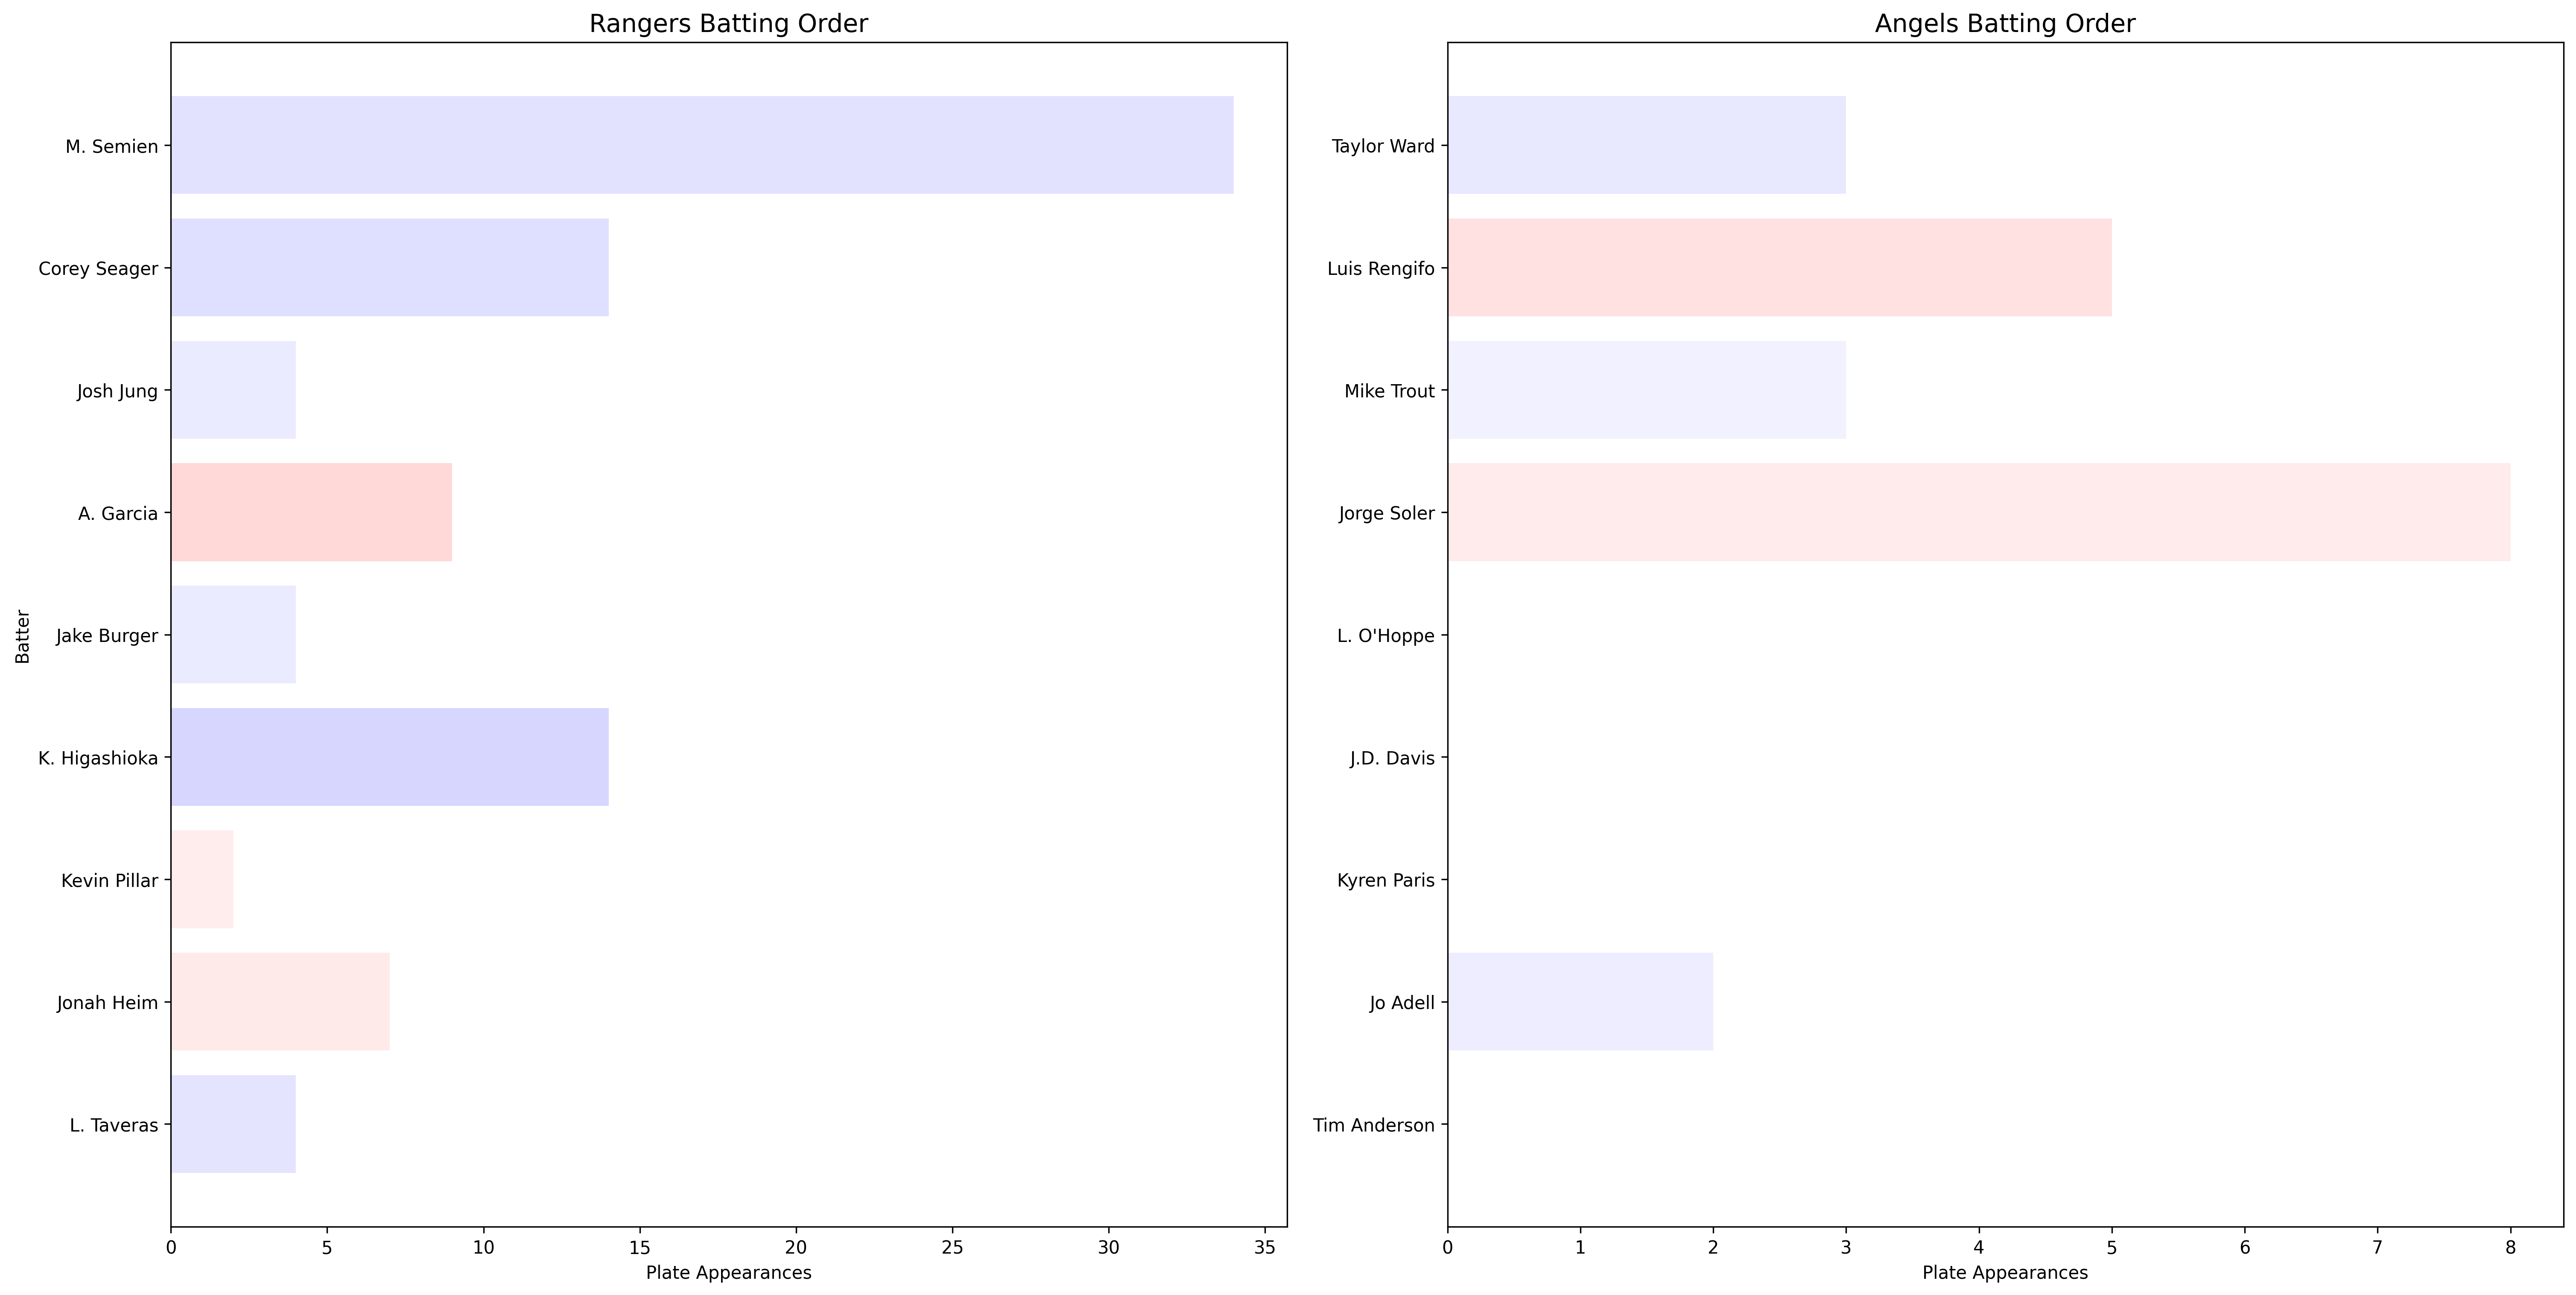 Rangers Batting Order
Batter
M. Semien
Corey Seager
Josh Jung
A. Garcia
Jake Burger
K. Higashioka
Kevin Pillar
Jonah Heim
L. Taveras
0 5 10 15 20 25 30 35
Plate Appearances
Angels Batting Order
Taylor Ward
Luis Rengifo
Mike Trout
Jorge Soler
L. O'Hoppe
J.D. Davis
Kyren Paris
Jo Adell
Tim Anderson
0 1 2 3 4 5 6 7 8
Plate Appearances